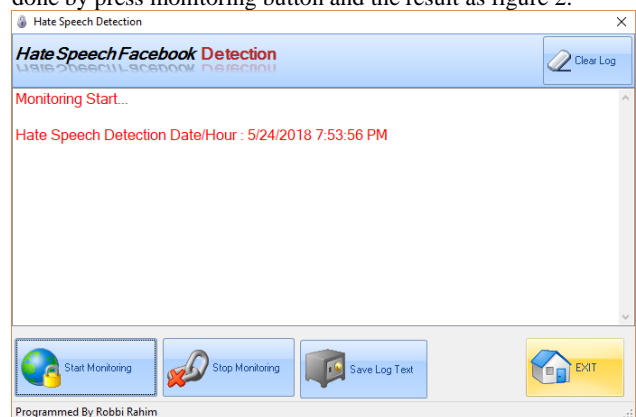 done by press monitoring button and the result as figure 2.
Hate Speech Detection
Hate Speech Facebook Detection
Clear Log
Monitoring Start...
Hate Speech Detection Date/Hour : 5/24/2018 7:53:56 PM
Start Monitoring
Stop Monitoring
Save Log Text
EXIT
Programmed By Robbi Rahim